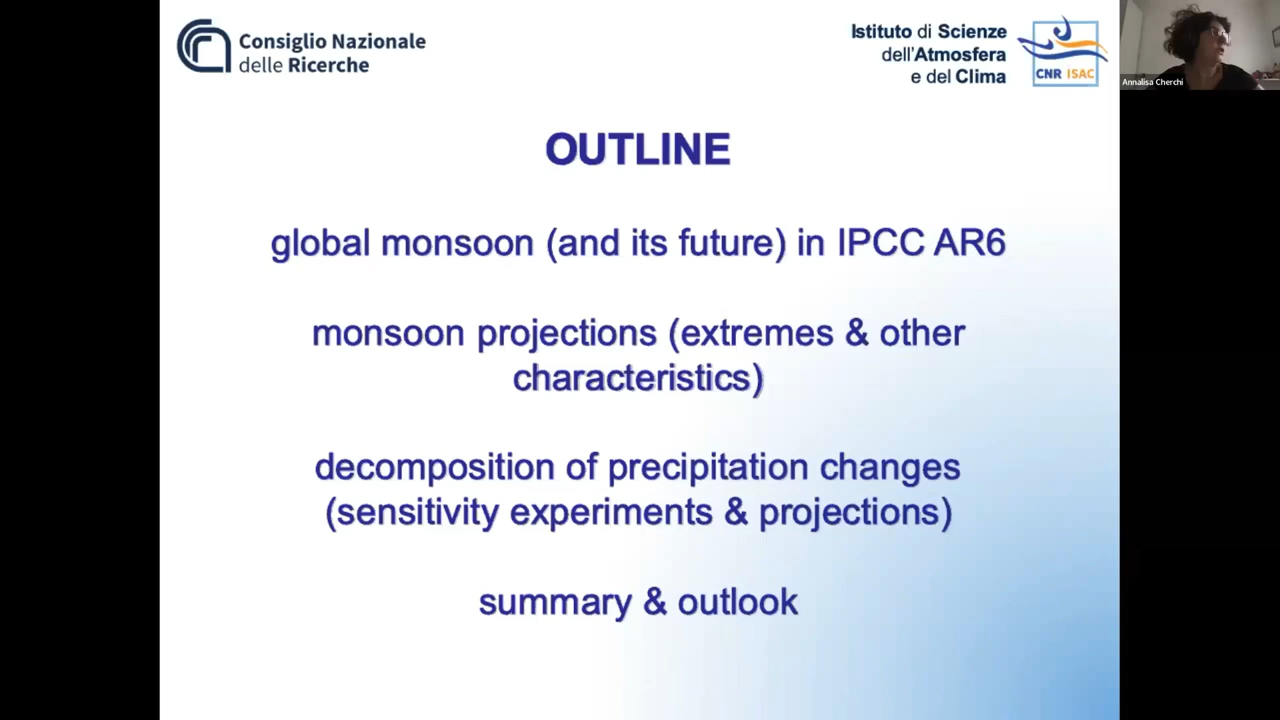 Consiglio Nazionale
delle Ricerche
Istituto di Scienze
dell'Atmosfera
e del Clima
CNR ISAC
Annalisa Cherchi
OUTLINE
global monsoon (and its future) in IPCC AR6
monsoon projections (extremes & other
characteristics)
decomposition of precipitation changes
(sensitivity experiments & projections)
summary & outlook